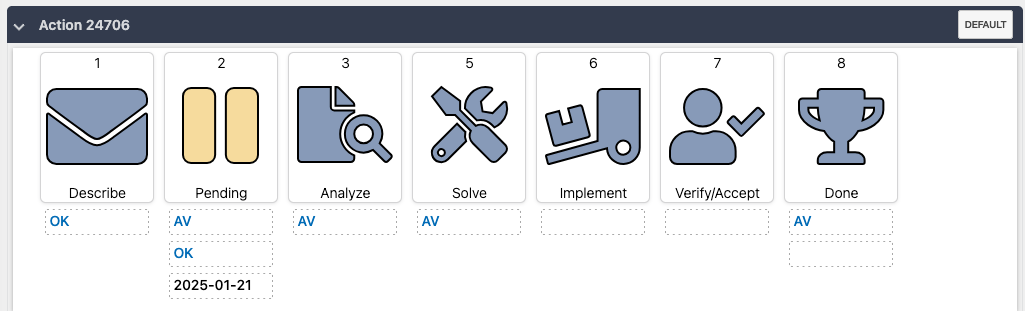 Action 24706
DEFAULT
1 2 3 5 6 7 8
Describe Pending Analyze Solve Implement Verify/Accept Done
OK AV AV AV AV
OK
2025-01-21